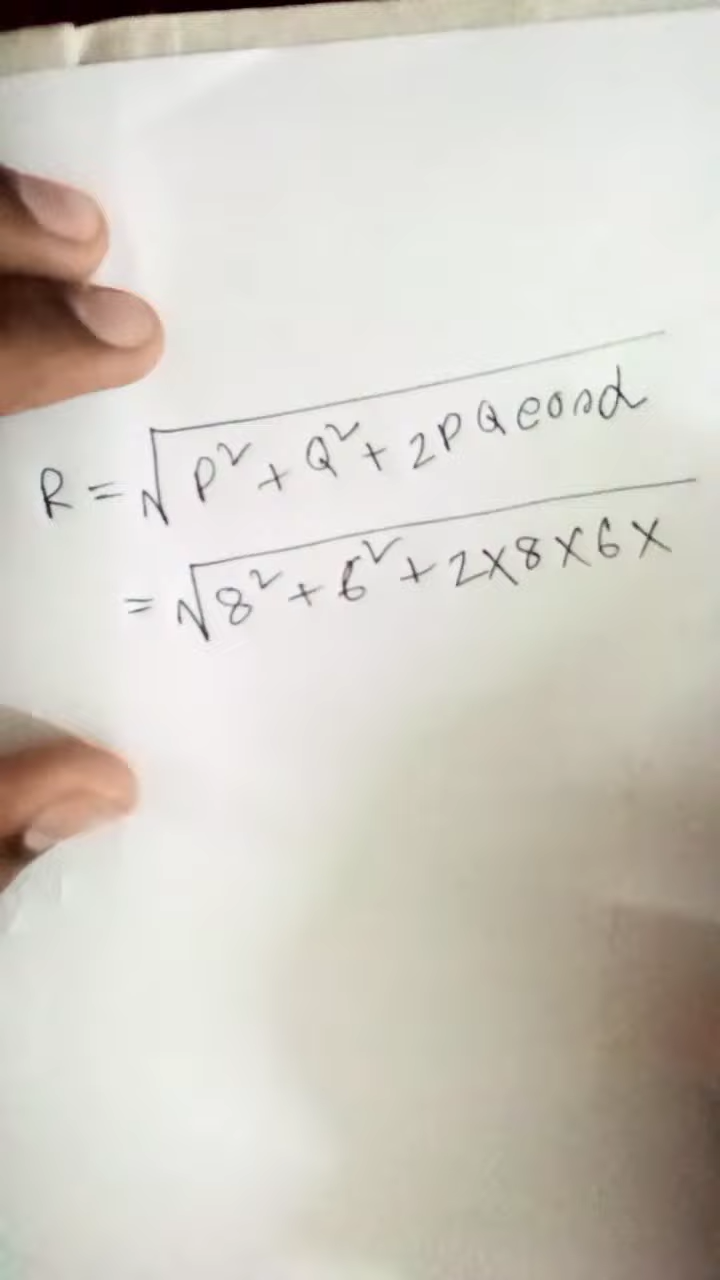 R = √P² + Q² + 2PQ cosα
= √8² + 6² + 2×8×6×